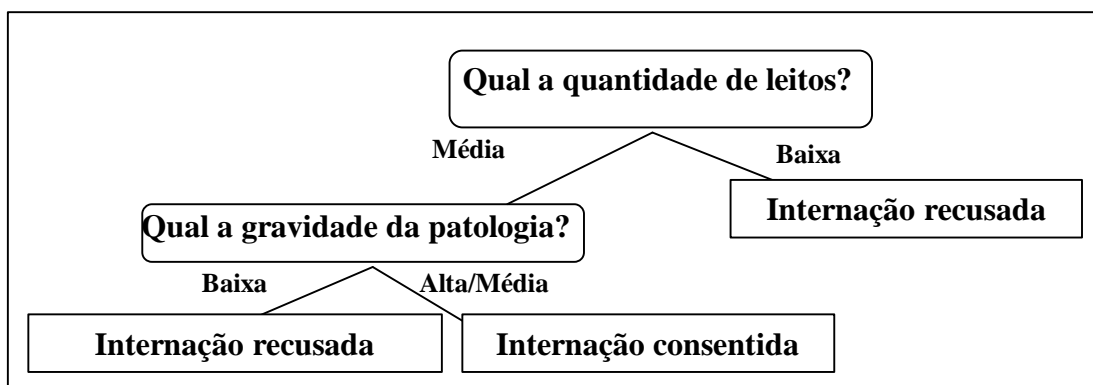 Qual a quantidade de leitos?
Média
Baixa
Internação recusada
Qual a gravidade da patologia?
Baixa
Alta/Média
Internação recusada
Internação consentida